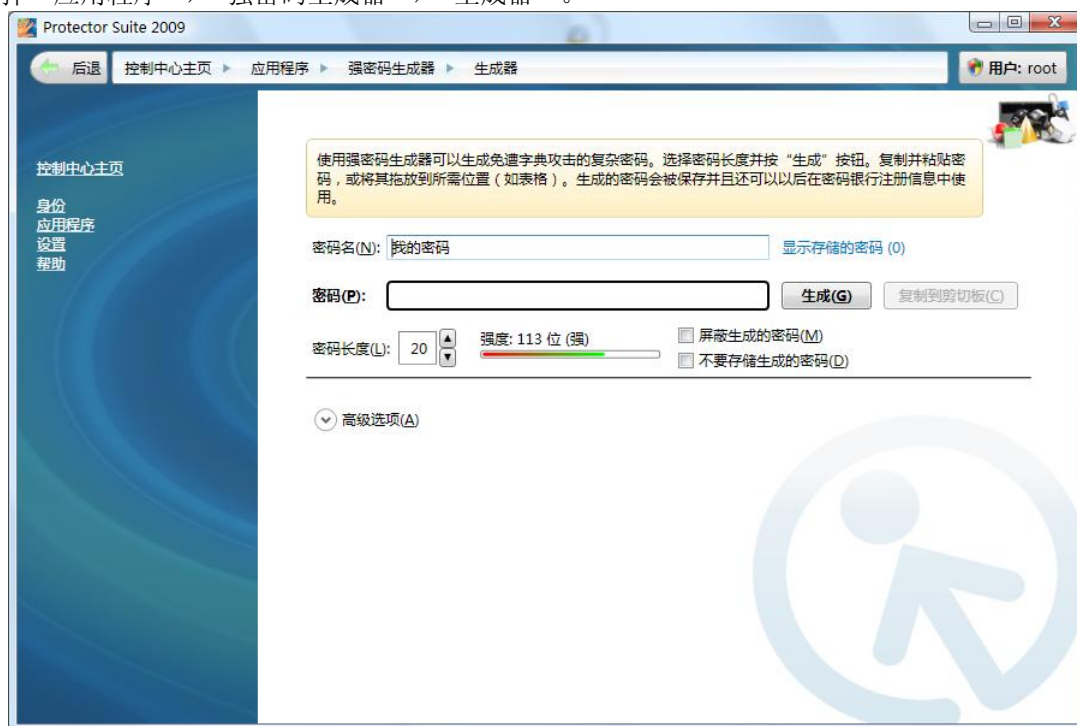 Protector Suite 2009
后退 控制中心主页 应用程序 强密码生成器 生成器 用户: root
控制中心主页
身份
应用程序
设置
帮助
使用强密码生成器可以生成免遭字典攻击的复杂密码。选择密码长度并按“生成”按钮。复制并粘贴密
码，或将其拖放到所需位置（如表格）。生成的密码会被保存并且还可以以后在密码银行注册信息中使
用。
密码名(N): 我的密码 显示存储的密码 (0)
密码(P): 生成(G) 复制到剪切板(C)
密码长度(L): 20 强度: 113 位 (强) 屏蔽生成的密码(M)
不要存储生成的密码(D)
高级选项(A)